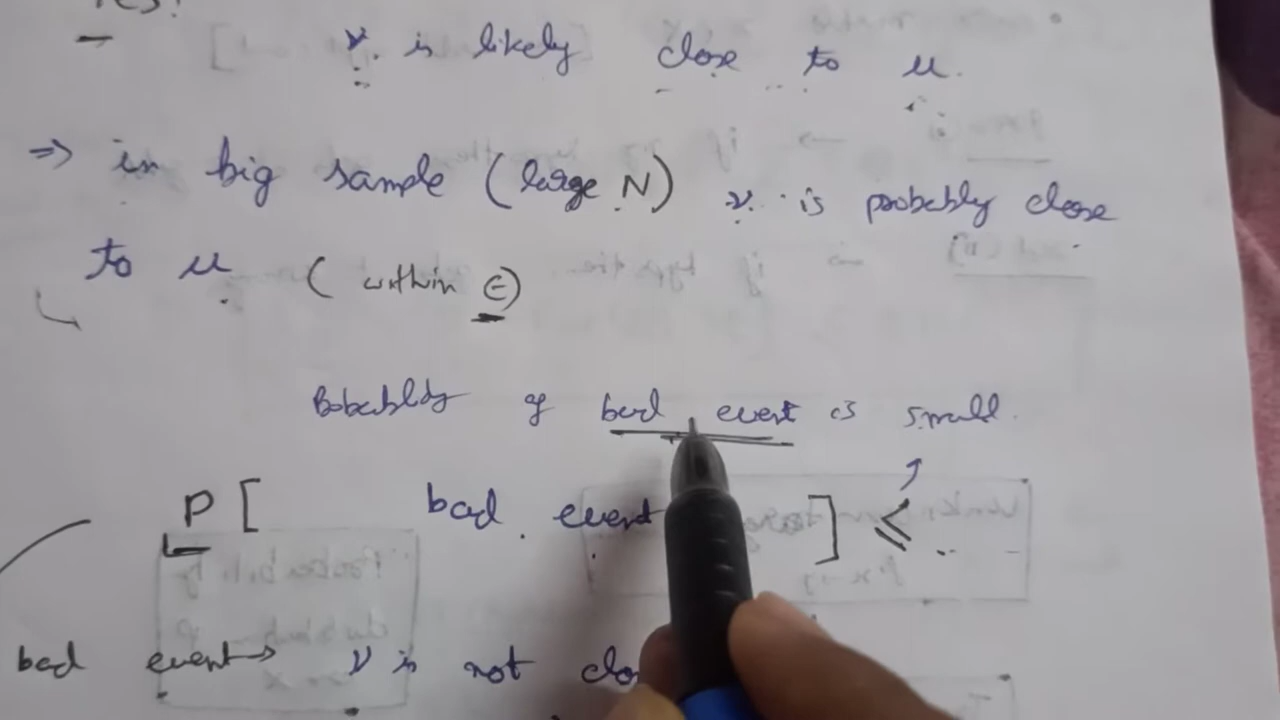 ν is likely close to μ.
⇒ in big sample (large N) ν is probably close
to μ (within ∈)
Probability of bad event is small.
P [ bad event ] ≤
bad event → ν is not